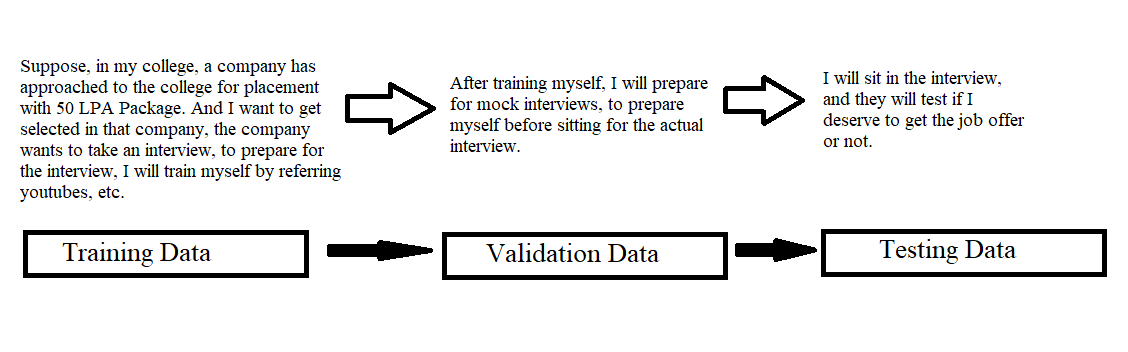 Suppose, in my college, a company has
approached to the college for placement
with 50 LPA Package. And I want to get
selected in that company, the company
wants to take an interview, to prepare for
the interview, I will train myself by referring
youtubes, etc.
After training myself, I will prepare
for mock interviews, to prepare
myself before sitting for the actual
interview.
I will sit in the interview,
and they will test if I
deserve to get the job offer
or not.
Training Data
Validation Data
Testing Data